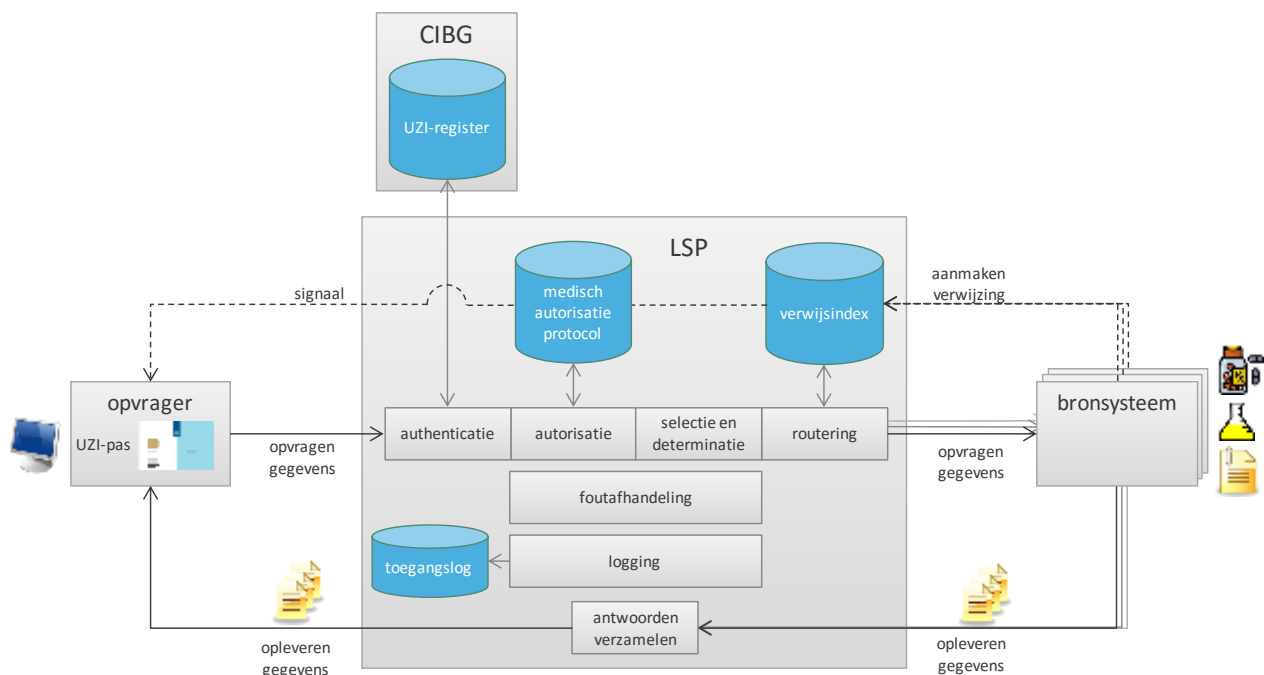 CIBG
UZI-register
LSP
signaal
medisch
autorisatie
protocol
verwijsindex
aanmaken
verwijzing
opvrager
UZI-pas
bronsysteem
opvragen
gegevens
authenticatie
autorisatie
selectie en
determinatie
routering
opvragen
gegevens
foutafhandeling
toegangslog
logging
antwoorden
verzamelen
opleveren
gegevens
opleveren
gegevens